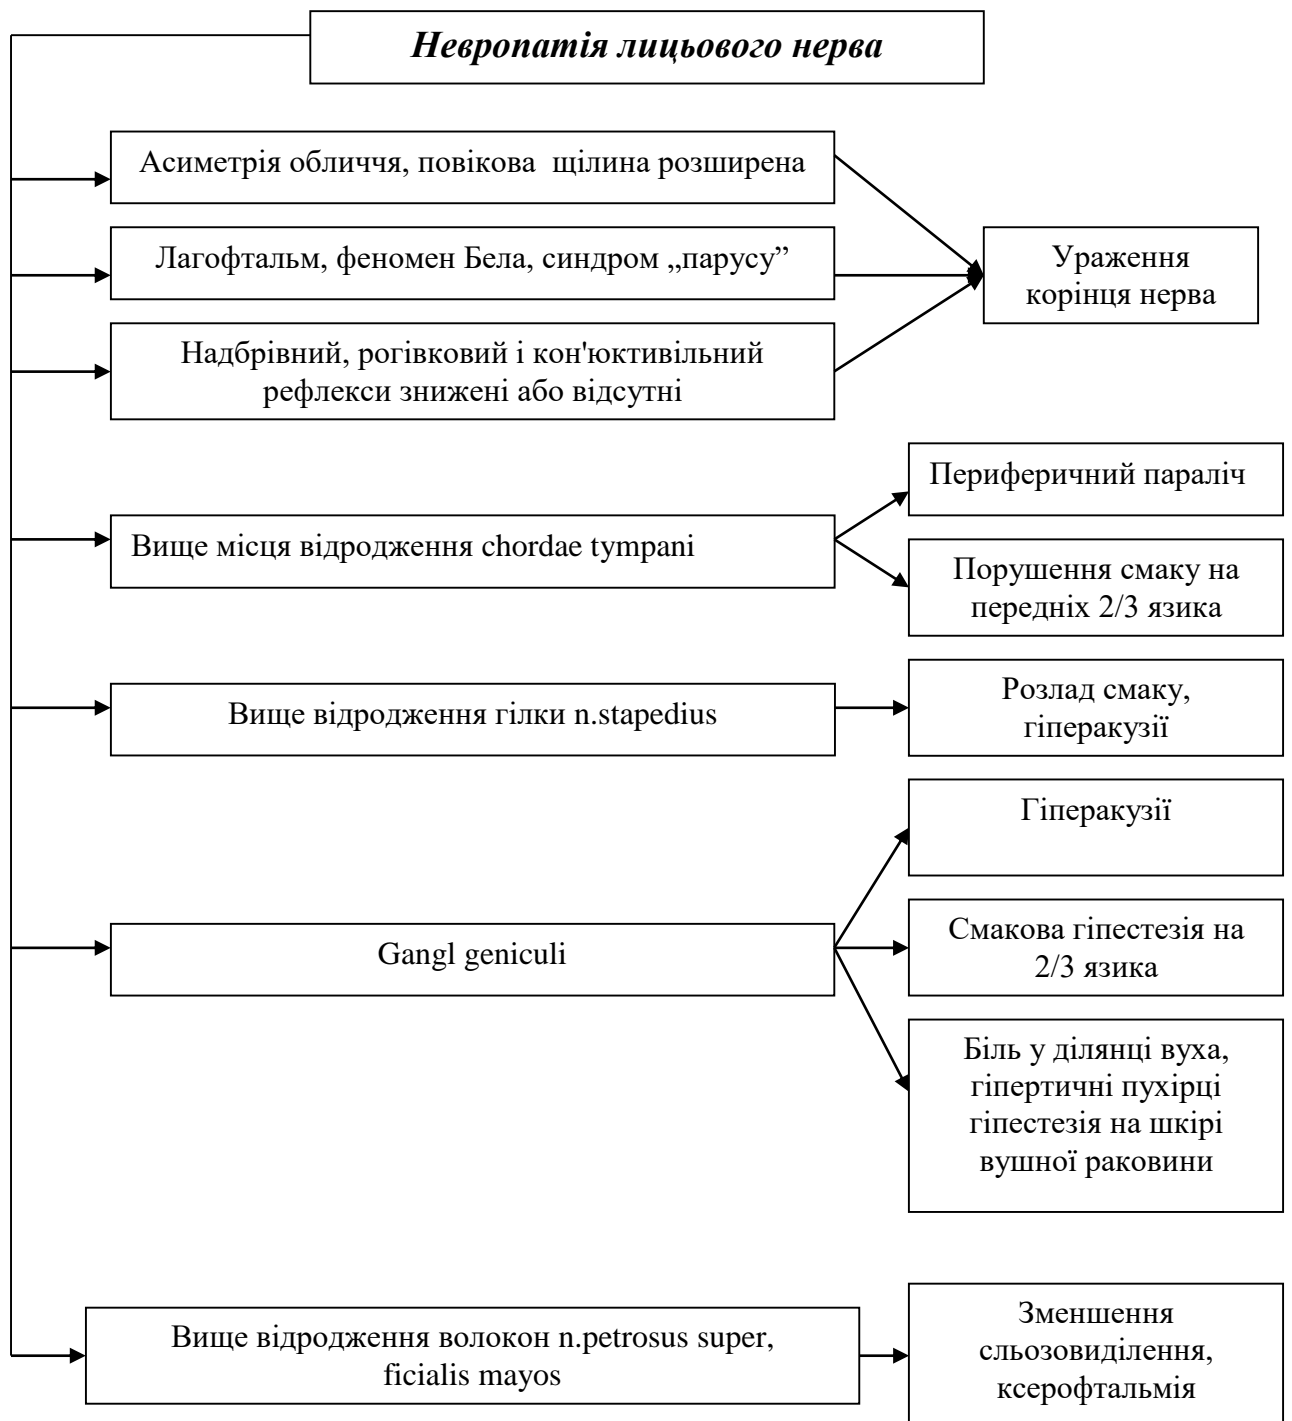 Невропатія лицьового нерва
Асиметрія обличчя, повікова щілина розширена
Лагофтальм, феномен Бела, синдром „парусу”
Ураження
корінця нерва
Надбрівний, рогівковий і кон'юктивільний
рефлекси знижені або відсутні
Периферичний параліч
Вище місця відродження chordae tympani
Порушення смаку на
передніх 2/3 язика
Вище відродження гілки n.stapedius
Розлад смаку,
гіперакузії
Гіперакузії
Gangl geniculi
Смакова гіпестезія на
2/3 язика
Біль у ділянці вуха,
гіпертичні пухірці
гіпестезія на шкірі
вушної раковини
Вище відродження волокон n.petrosus super,
ficialis mayos
Зменшення
сльозовиділення,
ксерофтальмія